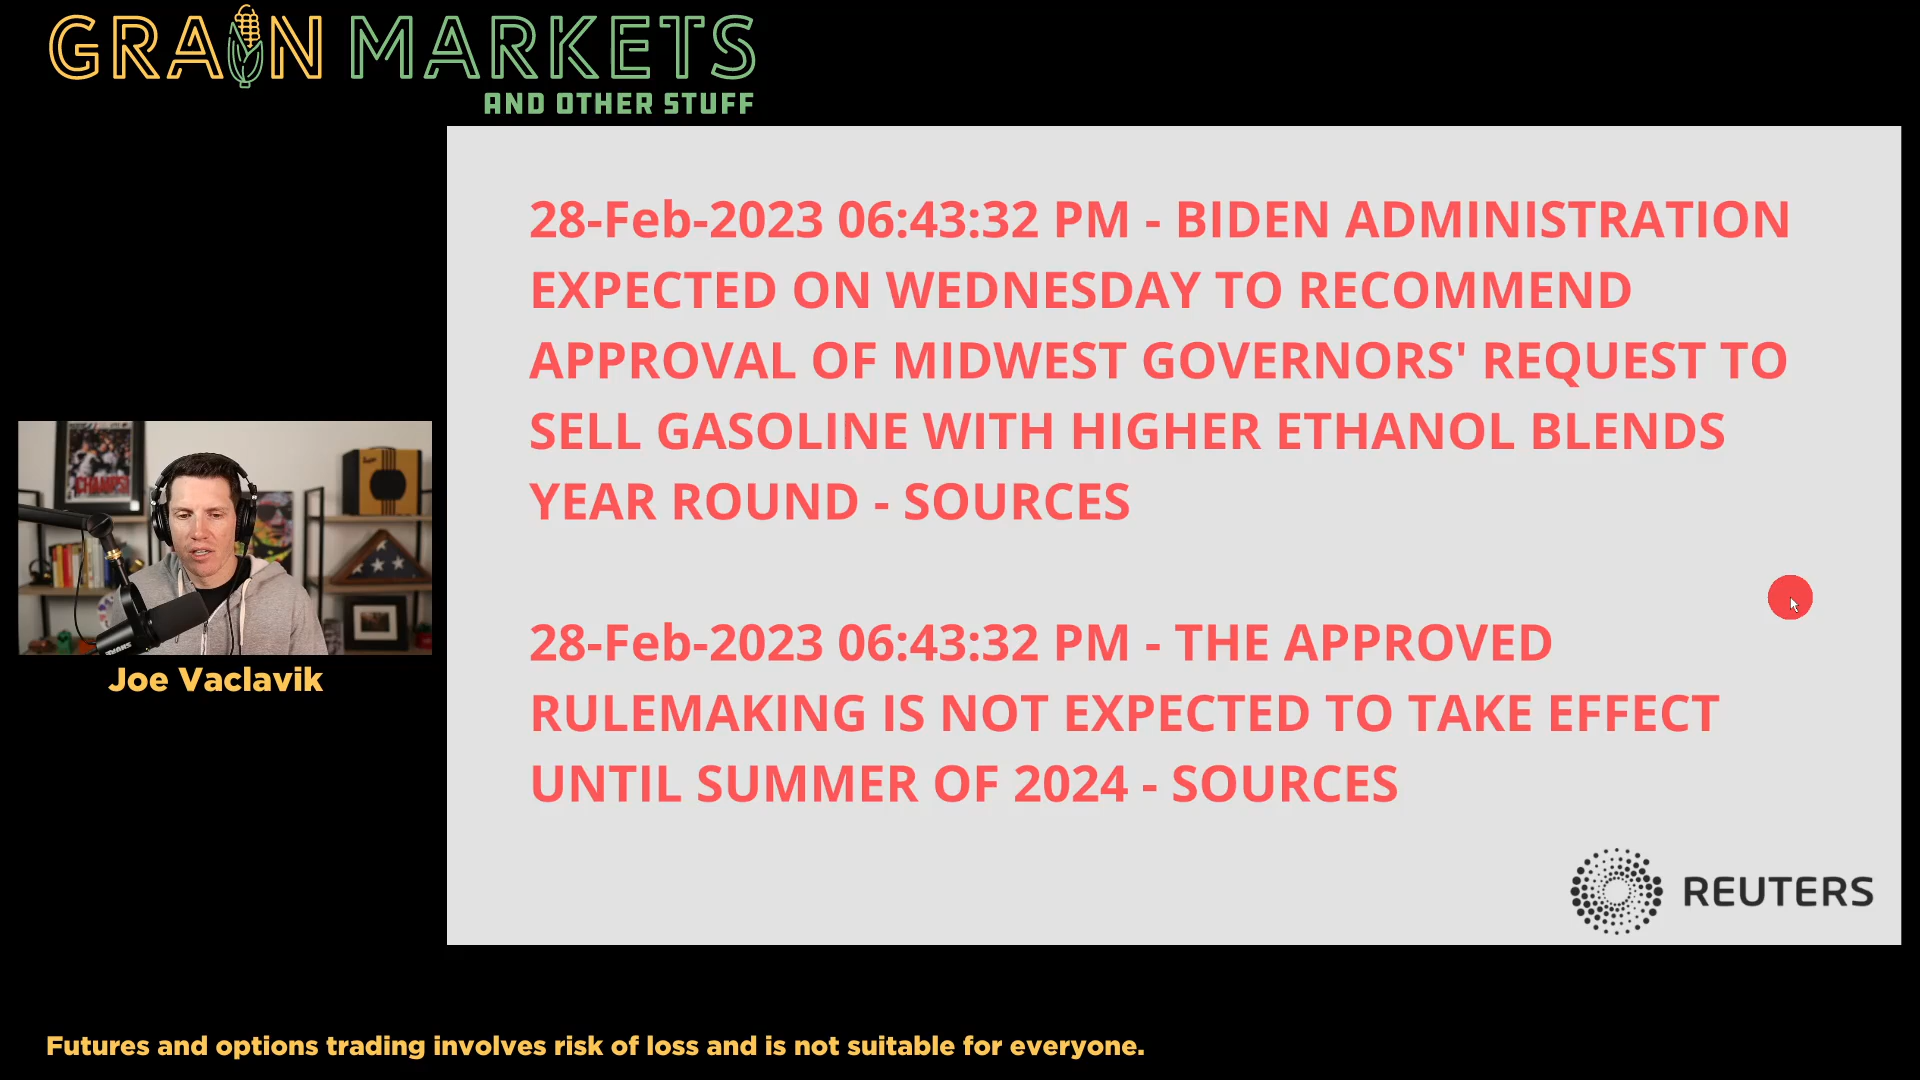 GRAIN MARKETS
AND OTHER STUFF
28-Feb-2023 06:43:32 PM - BIDEN ADMINISTRATION
EXPECTED ON WEDNESDAY TO RECOMMEND
APPROVAL OF MIDWEST GOVERNORS' REQUEST TO
SELL GASOLINE WITH HIGHER ETHANOL BLENDS
YEAR ROUND - SOURCES
28-Feb-2023 06:43:32 PM - THE APPROVED
RULEMAKING IS NOT EXPECTED TO TAKE EFFECT
UNTIL SUMMER OF 2024 - SOURCES
REUTERS
CHAMPS!
Joe Vaclavik
Futures and options trading involves risk of loss and is not suitable for everyone.